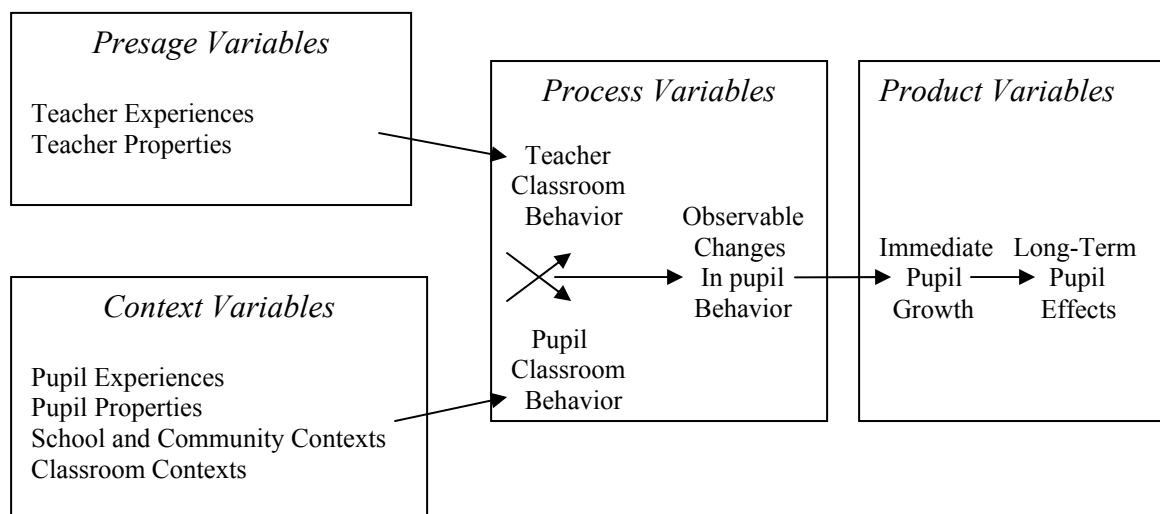 Presage Variables
Teacher Experiences
Teacher Properties
Context Variables
Pupil Experiences
Pupil Properties
School and Community Contexts
Classroom Contexts
Process Variables
Teacher
Classroom
Behavior
Pupil
Classroom
Behavior
Observable
Changes
In pupil
Behavior
Product Variables
Immediate
Pupil
Growth
Long-Term
Pupil
Effects